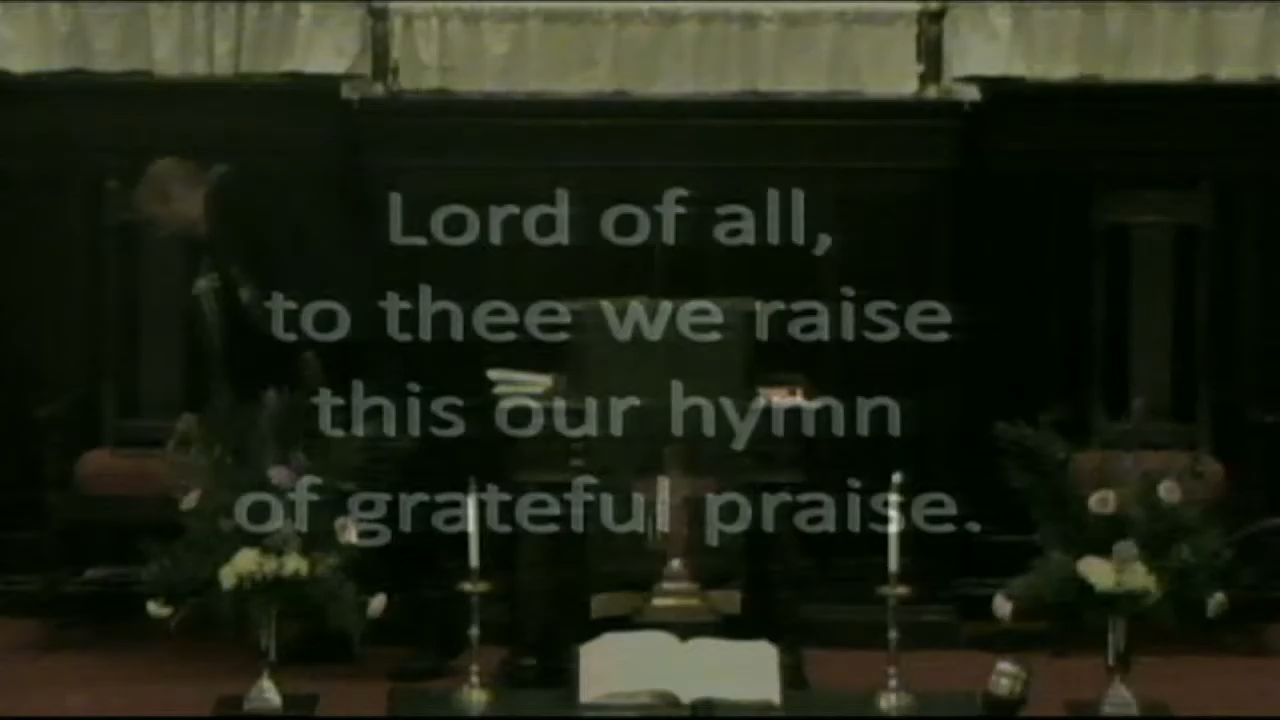 Lord of all,
to thee we raise
this our hymn
of grateful praise.